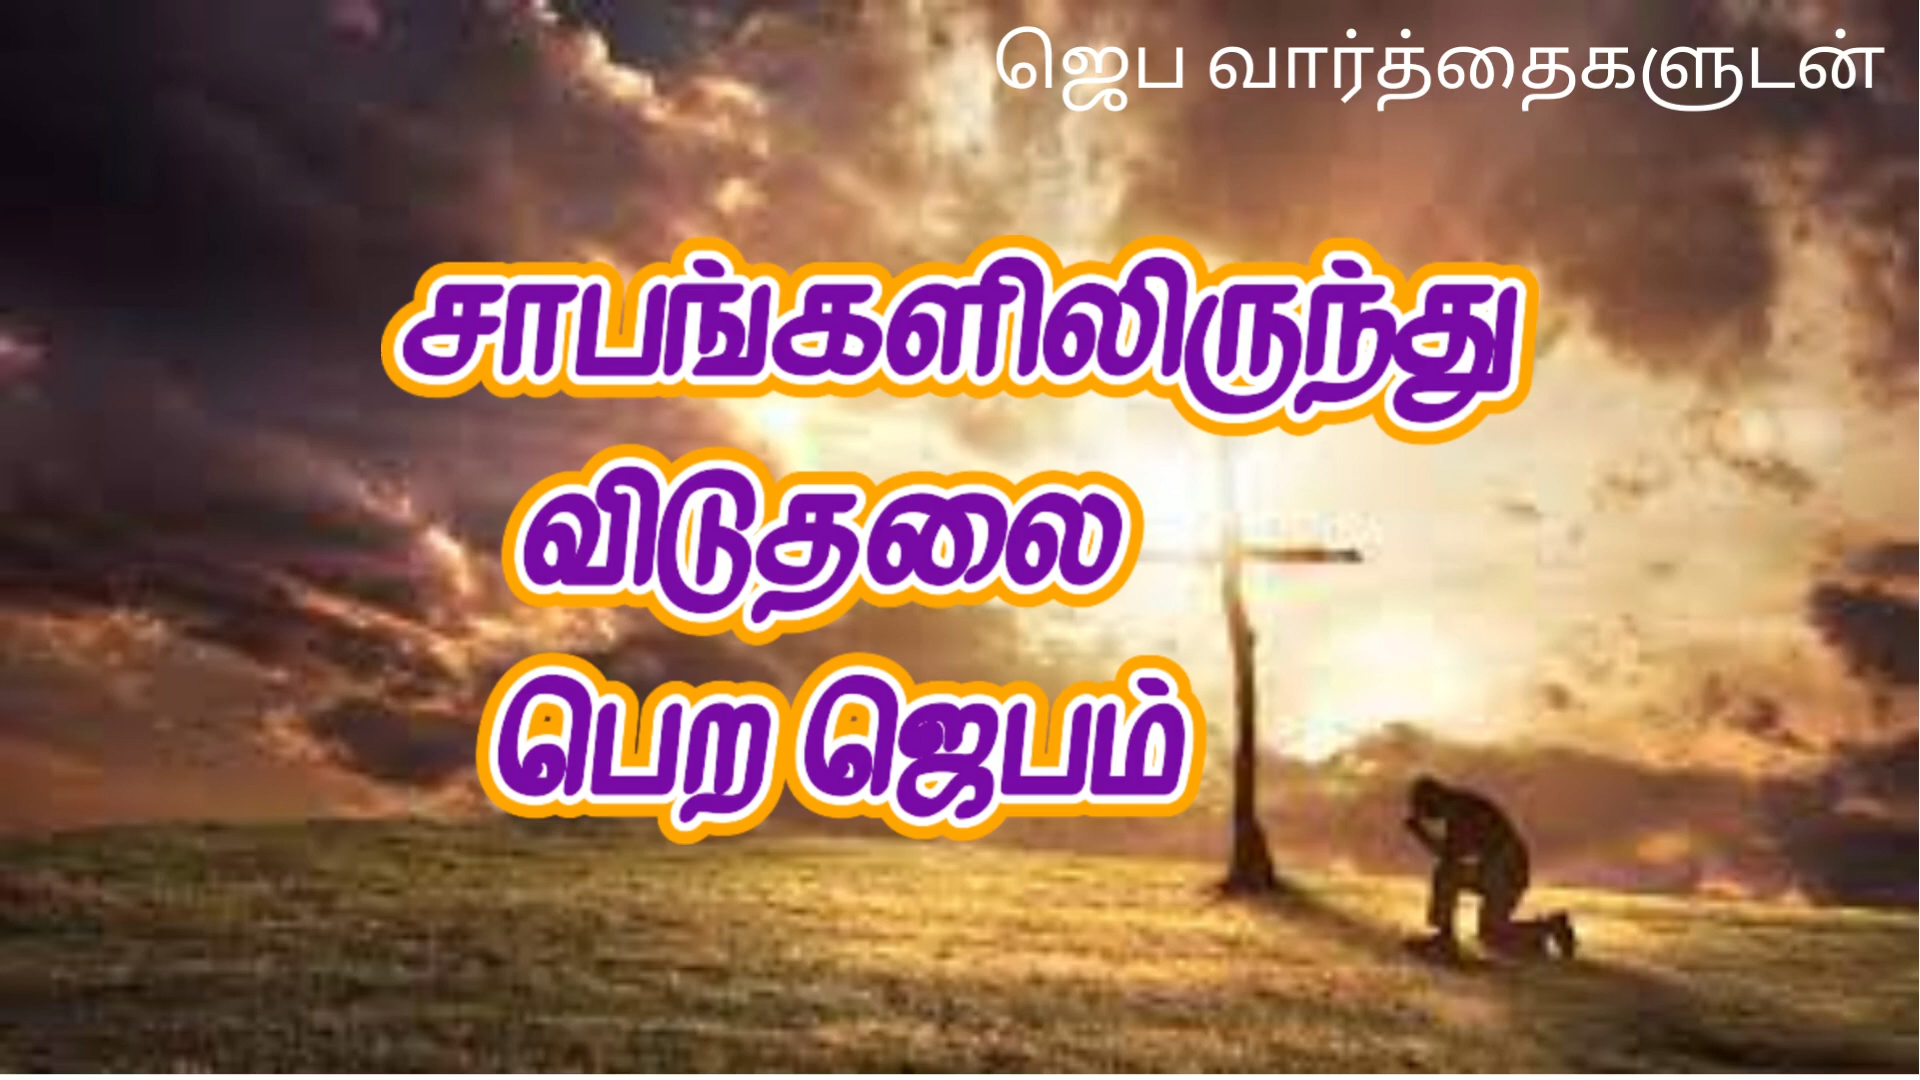 ஜெப வார்த்தைகளுடன்
சாபங்களிலிருந்து
விடுதலை
பெற ஜெபம்